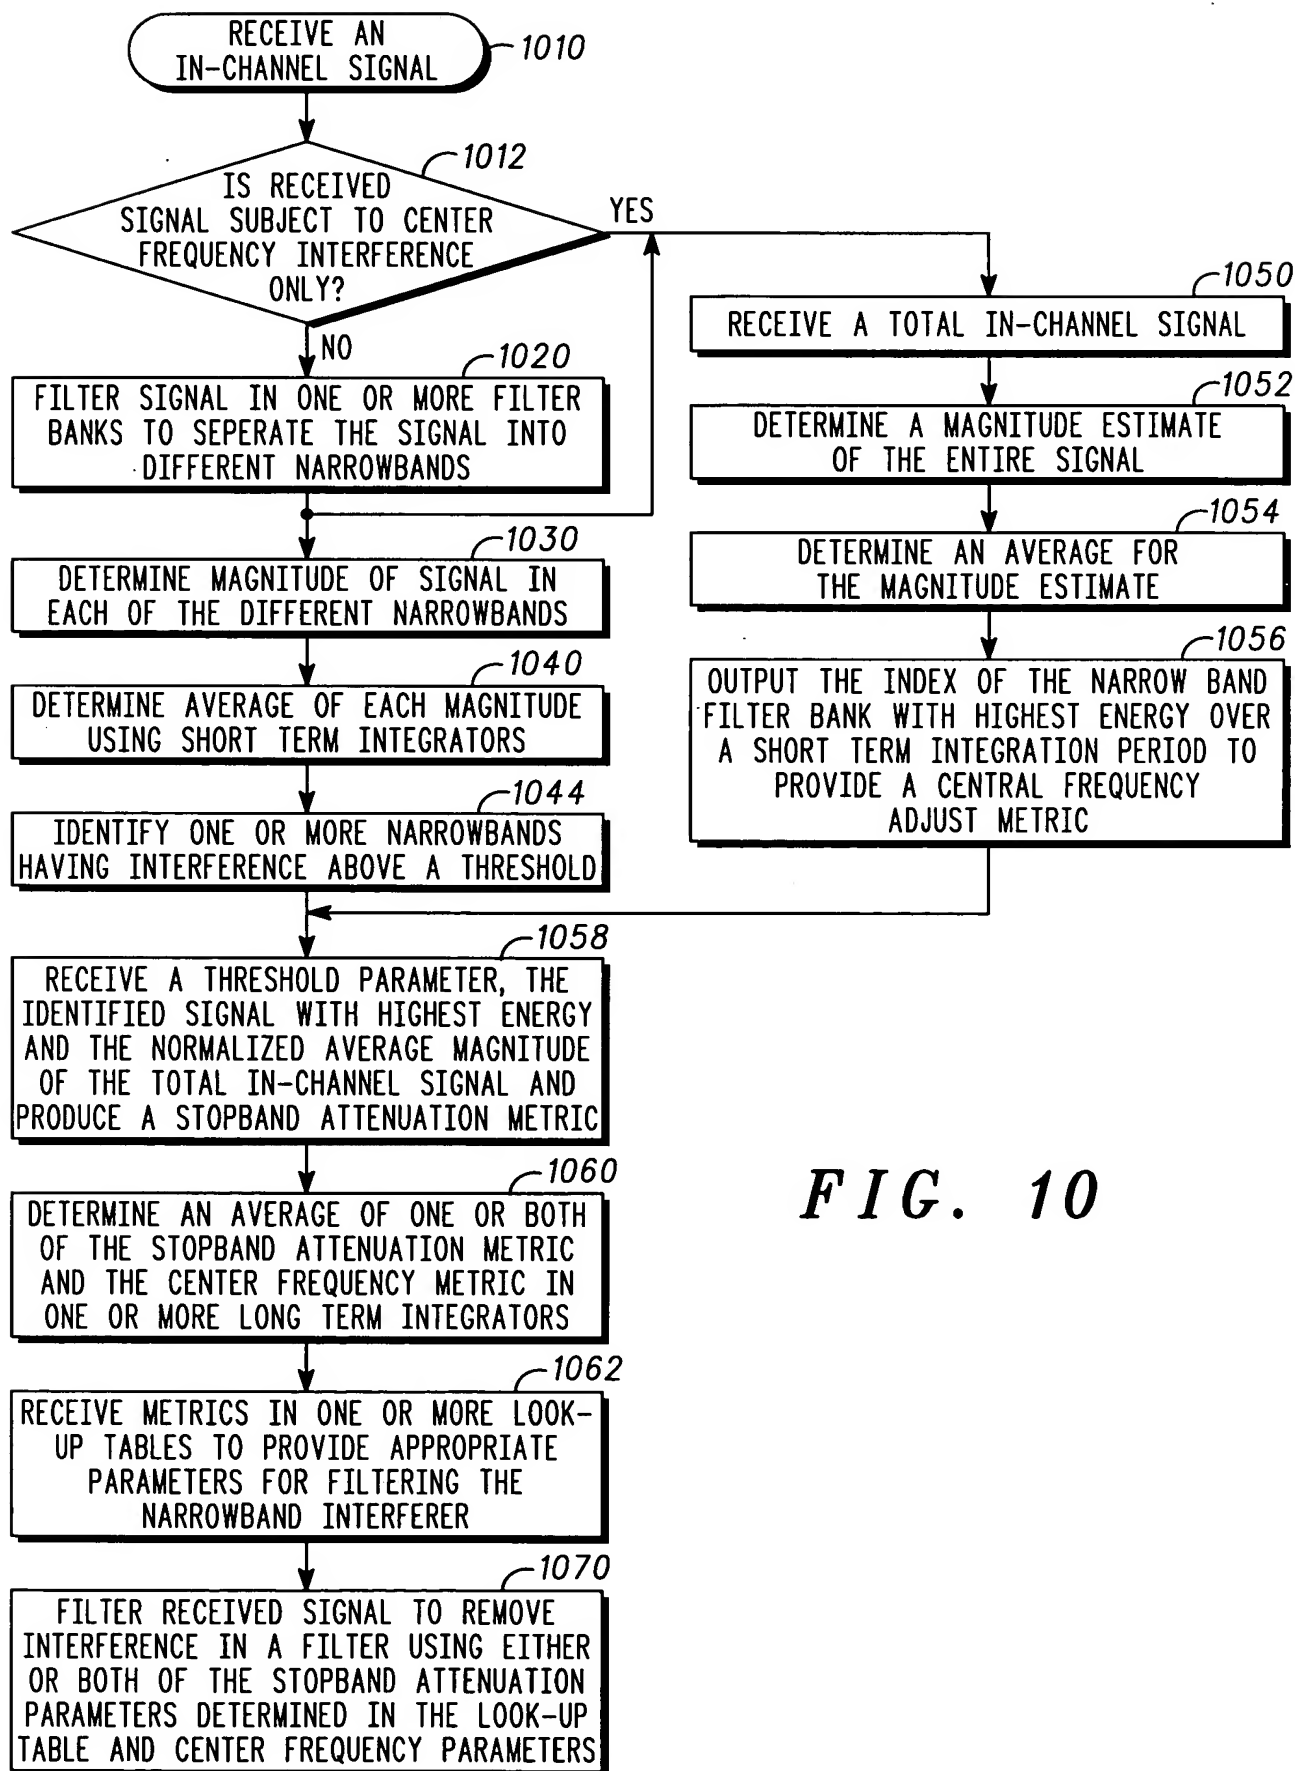 RECEIVE AN
IN-CHANNEL SIGNAL
1010
1012
IS RECEIVED
SIGNAL SUBJECT TO CENTER
FREQUENCY INTERFERENCE
ONLY?
YES
NO
1020
FILTER SIGNAL IN ONE OR MORE FILTER
BANKS TO SEPERATE THE SIGNAL INTO
DIFFERENT NARROWBANDS
1030
DETERMINE MAGNITUDE OF SIGNAL IN
EACH OF THE DIFFERENT NARROWBANDS
1040
DETERMINE AVERAGE OF EACH MAGNITUDE
USING SHORT TERM INTEGRATORS
1044
IDENTIFY ONE OR MORE NARROWBANDS
HAVING INTERFERENCE ABOVE A THRESHOLD
1050
RECEIVE A TOTAL IN-CHANNEL SIGNAL
1052
DETERMINE A MAGNITUDE ESTIMATE
OF THE ENTIRE SIGNAL
1054
DETERMINE AN AVERAGE FOR
THE MAGNITUDE ESTIMATE
1056
OUTPUT THE INDEX OF THE NARROW BAND
FILTER BANK WITH HIGHEST ENERGY OVER
A SHORT TERM INTEGRATION PERIOD TO
PROVIDE A CENTRAL FREQUENCY
ADJUST METRIC
1058
RECEIVE A THRESHOLD PARAMETER, THE
IDENTIFIED SIGNAL WITH HIGHEST ENERGY
AND THE NORMALIZED AVERAGE MAGNITUDE
OF THE TOTAL IN-CHANNEL SIGNAL AND
PRODUCE A STOPBAND ATTENUATION METRIC
1060
DETERMINE AN AVERAGE OF ONE OR BOTH
OF THE STOPBAND ATTENUATION METRIC
AND THE CENTER FREQUENCY METRIC IN
ONE OR MORE LONG TERM INTEGRATORS
1062
RECEIVE METRICS IN ONE OR MORE LOOK-
UP TABLES TO PROVIDE APPROPRIATE
PARAMETERS FOR FILTERING THE
NARROWBAND INTERFERER
1070
FILTER RECEIVED SIGNAL TO REMOVE
INTERFERENCE IN A FILTER USING EITHER
OR BOTH OF THE STOPBAND ATTENUATION
PARAMETERS DETERMINED IN THE LOOK-UP
TABLE AND CENTER FREQUENCY PARAMETERS
FIG. 10